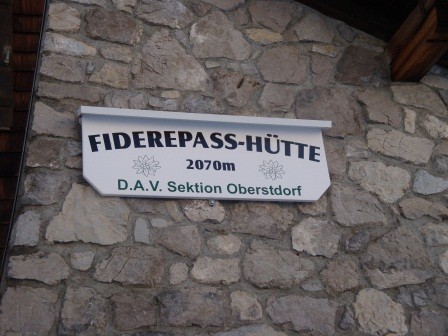 FIDEREPASS-HÜTTE
2070m
D.A.V. Sektion Oberstdorf